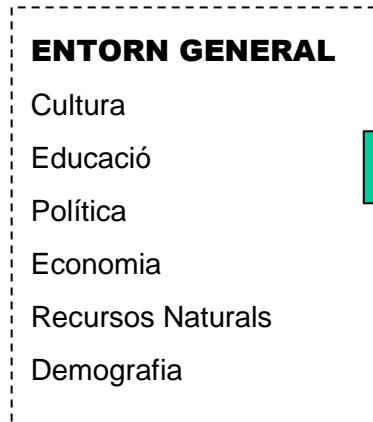 ENTORN GENERAL
Cultura
Educació
Política
Economia
Recursos Naturals
Demografia